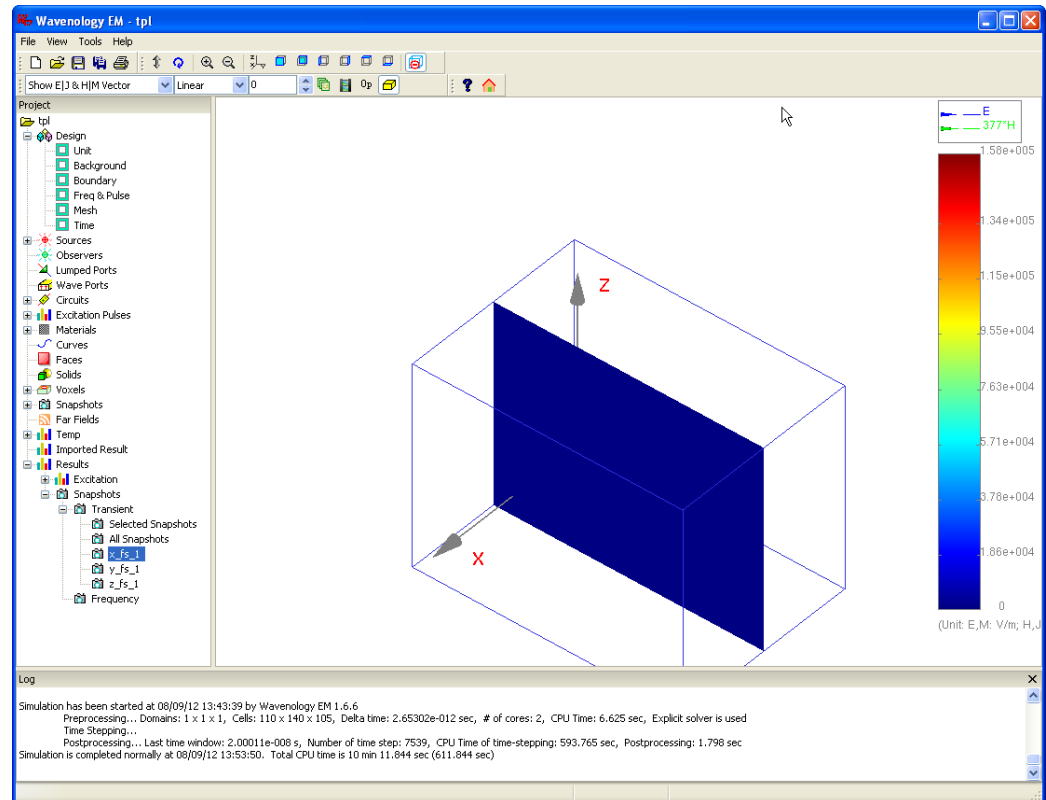 Wavenology EM - tpl
File View Tools Help
Show E|J & H|M Vector Linear 0 Op
Project
tpl
Design
Unit
Background
Boundary
Freq & Pulse
Mesh
Time
Sources
Observers
Lumped Ports
Wave Ports
Circuits
Excitation Pulses
Materials
Curves
Faces
Solids
Voxels
Snapshots
Far Fields
Temp
Imported Result
Results
Excitation
Snapshots
Transient
Selected Snapshots
All Snapshots
x_fs_1
y_fs_1
z_fs_1
Frequency
Z
X
E
377*H
1.58e+005
1.34e+005
1.15e+005
9.55e+004
7.63e+004
5.71e+004
3.78e+004
1.86e+004
0
(Unit: E,M: V/m; H,J
Log
Simulation has been started at 08/09/12 13:43:39 by Wavenology EM 1.6.6
Preprocessing... Domains: 1 x 1 x 1, Cells: 110 x 140 x 105, Delta time: 2.65302e-012 sec, # of cores: 2, CPU Time: 6.625 sec, Explicit solver is used
Time Stepping...
Postprocessing... Last time window: 2.00011e-008 s, Number of time step: 7539, CPU Time of time-stepping: 593.765 sec, Postprocessing: 1.798 sec
Simulation is completed normally at 08/09/12 13:53:50. Total CPU time is 10 min 11.844 sec (611.844 sec)